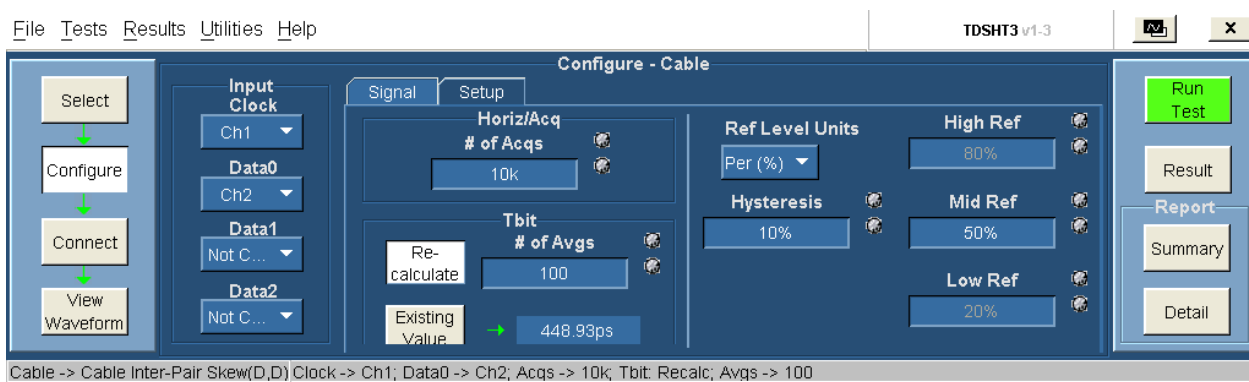 File Tests Results Utilities Help
TDSHT3 v1-3
x
Configure - Cable
Select
Configure
Connect
View
Waveform
Input
Clock
Ch1
Data0
Ch2
Data1
Not C...
Data2
Not C...
Signal
Setup
Horiz/Acq
# of Acqs
10k
Tbit
Re-
calculate
# of Avgs
100
Existing
Value
448.93ps
Ref Level Units
Per (%)
Hysteresis
10%
High Ref
80%
Mid Ref
50%
Low Ref
20%
Run
Test
Result
Report
Summary
Detail
Cable -> Cable Inter-Pair Skew(D,D) Clock -> Ch1; Data0 -> Ch2; Acqs -> 10k; Tbit: Recalc; Avgs -> 100